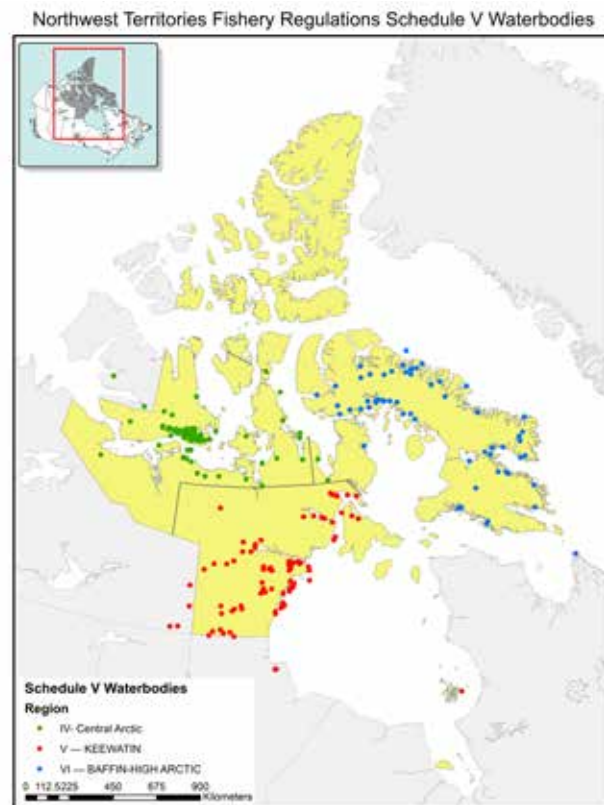 Northwest Territories Fishery Regulations Schedule V Waterbodies
Schedule V Waterbodies
Region
IV- Central Arctic
V — KEEWATIN
VI — BAFFIN-HIGH ARCTIC
0 112.5225 450 675 900
Kilometers